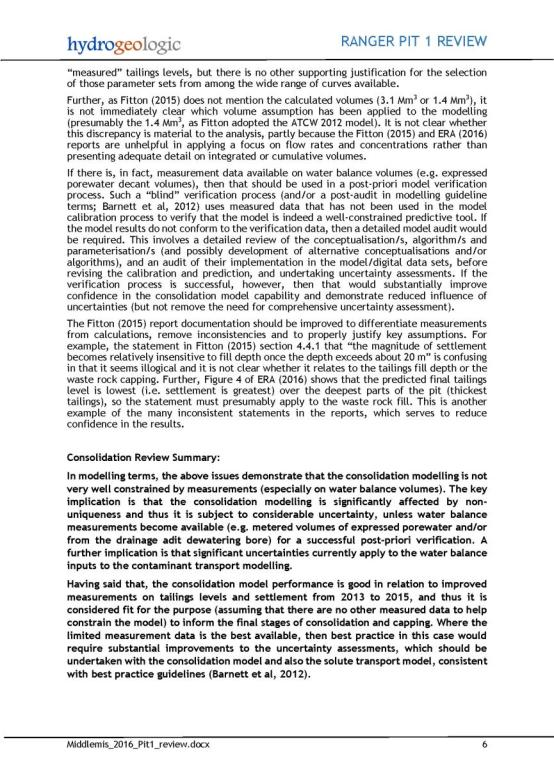 hydrogeologic
RANGER PIT 1 REVIEW
"measured" tailings levels, but there is no other supporting justification for the selection
of those parameter sets from among the wide range of curves available.
Further, as Fitton (2015) does not mention the calculated volumes (3.1 Mm³ or 1.4 Mm³), it
is not immediately clear which volume assumption has been applied to the modelling
(presumably the 1.4 Mm³, as Fitton adopted the ATCW 2012 model). It is not clear whether
this discrepancy is material to the analysis, partly because the Fitton (2015) and ERA (2016)
reports are unhelpful in applying a focus on flow rates and concentrations rather than
presenting adequate detail on integrated or cumulative volumes.
If there is, in fact, measurement data available on water balance volumes (e.g. expressed
porewater decant volumes), then that should be used in a post-priori model verification
process. Such a "blind" verification process (and/or a post-audit in modelling guideline
terms; Barnett et al, 2012) uses measured data that has not been used in the model
calibration process to verify that the model is indeed a well-constrained predictive tool. If
the model results do not conform to the verification data, then a detailed model audit would
be required. This involves a detailed review of the conceptualisation/s, algorithm/s and
parameterisation/s (and possibly development of alternative conceptualisations and/or
algorithms), and an audit of their implementation in the model/digital data sets, before
revising the calibration and prediction, and undertaking uncertainty assessments. If the
verification process is successful, however, then that would substantially improve
confidence in the consolidation model capability and demonstrate reduced influence of
uncertainties (but not remove the need for comprehensive uncertainty assessment).
The Fitton (2015) report documentation should be improved to differentiate measurements
from calculations, remove inconsistencies and to properly justify key assumptions. For
example, the statement in Fitton (2015) section 4.4.1 that "the magnitude of settlement
becomes relatively insensitive to fill depth once the depth exceeds about 20 m" is confusing
in that it seems illogical and it is not clear whether it relates to the tailings fill depth or the
waste rock capping. Further, Figure 4 of ERA (2016) shows that the predicted final tailings
level is lowest (i.e. settlement is greatest) over the deepest parts of the pit (thickest
tailings), so the statement must presumably apply to the waste rock fill. This is another
example of the many inconsistent statements in the reports, which serves to reduce
confidence in the results.
Consolidation Review Summary:
In modelling terms, the above issues demonstrate that the consolidation modelling is not
very well constrained by measurements (especially on water balance volumes). The key
implication is that the consolidation modelling is significantly affected by non-
uniqueness and thus it is subject to considerable uncertainty, unless water balance
measurements become available (e.g. metered volumes of expressed porewater and/or
from the drainage adit dewatering bore) for a successful post-priori verification. A
further implication is that significant uncertainties currently apply to the water balance
inputs to the contaminant transport modelling.
Having said that, the consolidation model performance is good in relation to improved
measurements on tailings levels and settlement from 2013 to 2015, and thus it is
considered fit for the purpose (assuming that there are no other measured data to help
constrain the model) to inform the final stages of consolidation and capping. Where the
limited measurement data is the best available, then best practice in this case would
require substantial improvements to the uncertainty assessments, which should be
undertaken with the consolidation model and also the solute transport model, consistent
with best practice guidelines (Barnett et al, 2012).
Middlemis_2016_Pit1_review.docx
6